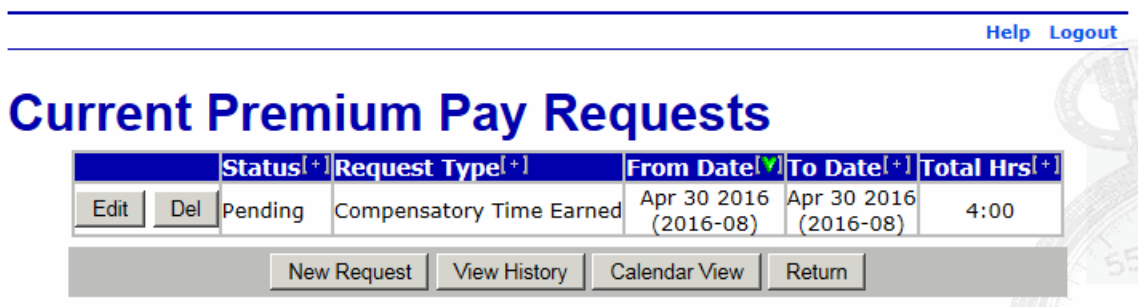 Help Logout
Current Premium Pay Requests
Status[+] Request Type[+] From Date[Y] To Date[+] Total Hrs[+]
Edit Del Pending Compensatory Time Earned Apr 30 2016 (2016-08) Apr 30 2016 (2016-08) 4:00
New Request View History Calendar View Return
55